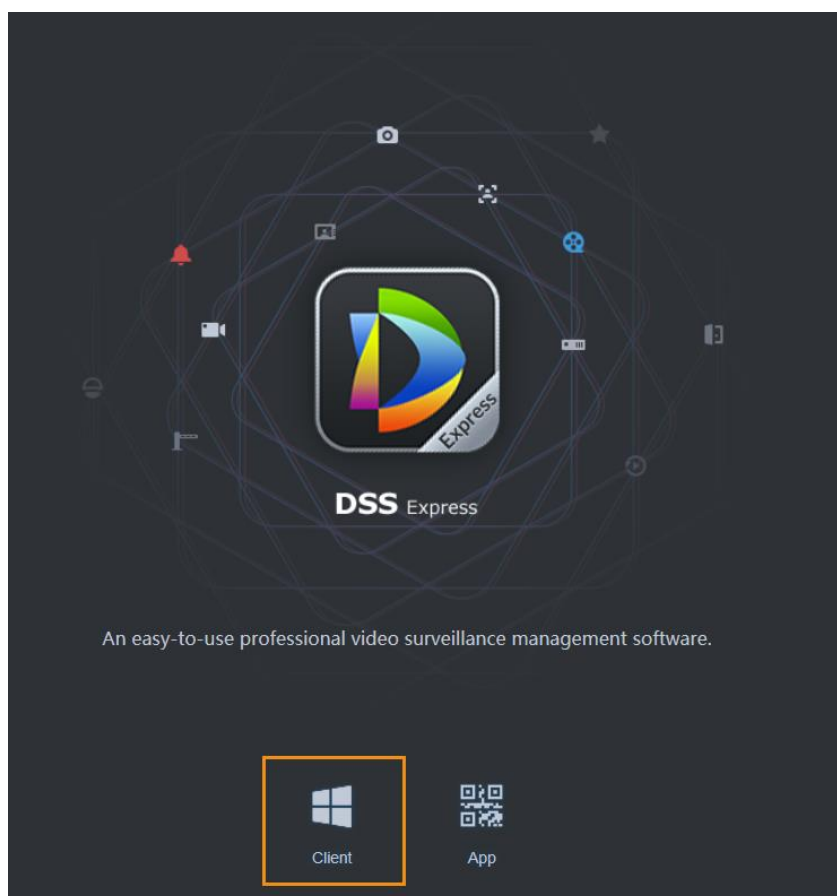 Express
DSS Express
An easy-to-use professional video surveillance management software.
Client
App